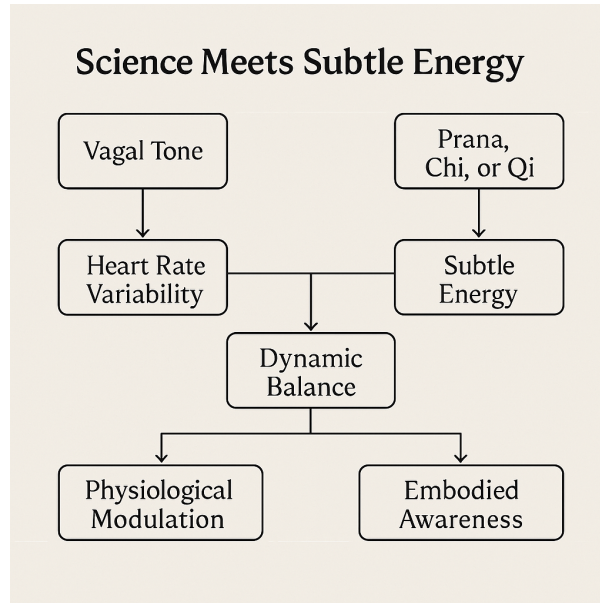 Science Meets Subtle Energy
Vagal Tone
Prana,
Chi, or Qi
Heart Rate
Variability
Subtle
Energy
Dynamic
Balance
Physiological
Modulation
Embodied
Awareness